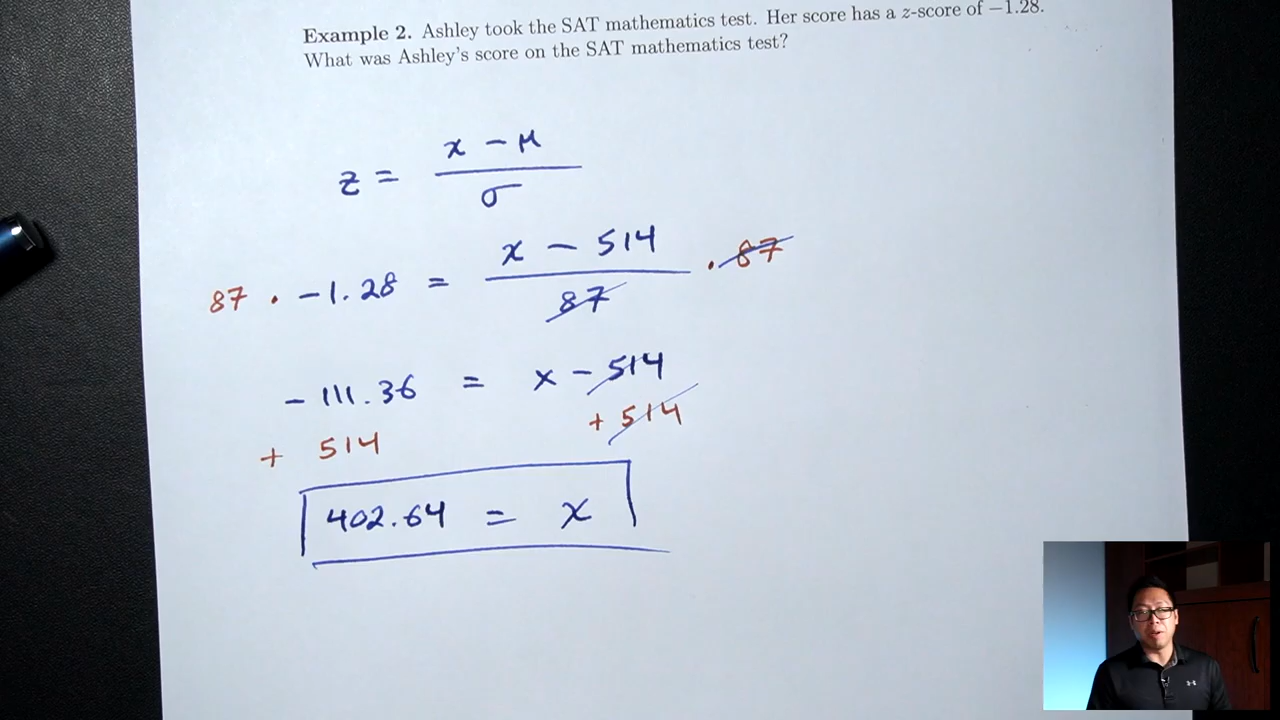 Example 2. Ashley took the SAT mathematics test. Her score has a z-score of −1.28.
What was Ashley's score on the SAT mathematics test?
z = x − μ / σ
87 · −1.28 = x − 514 / 87 · 87
− 111.36 = x − 514
+ 514 + 514
402.64 = x